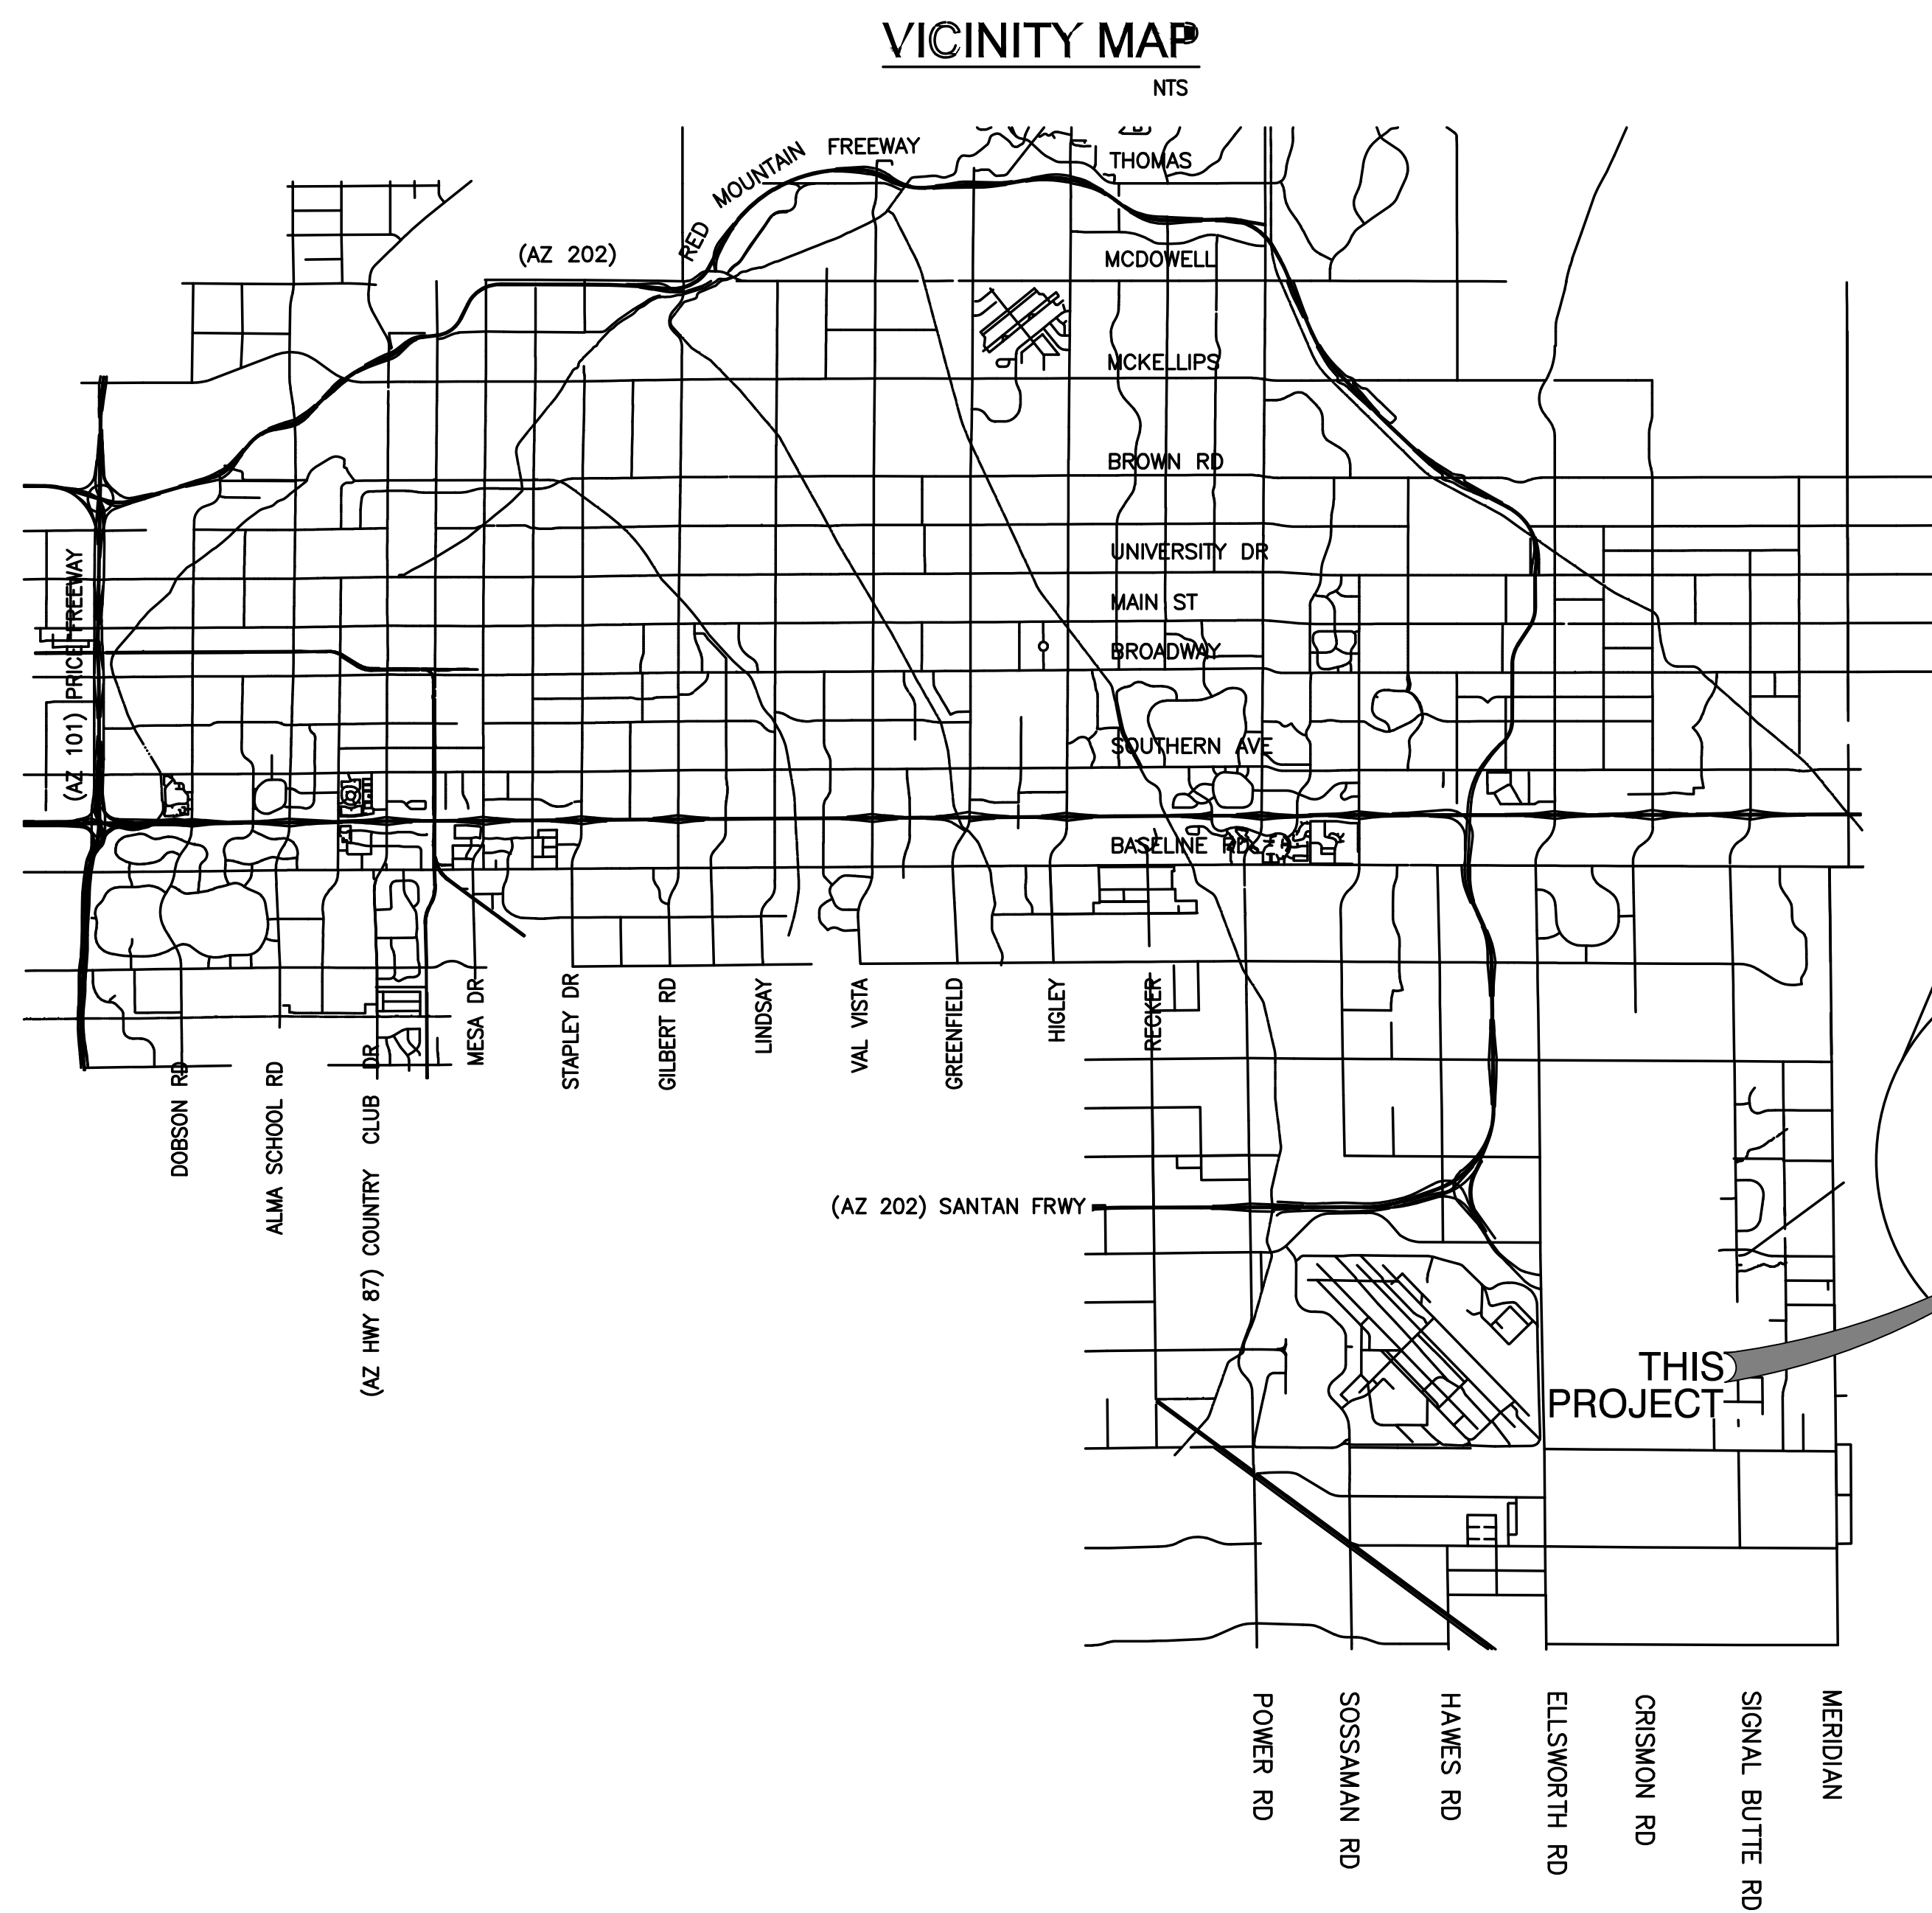 VICINITY MAP
NTS
RED MOUNTAIN FREEWAY
(AZ 202)
THOMAS
MCDOWELL
MCKELLIPS
BROWN RD
UNIVERSITY DR
MAIN ST
BROADWAY
SOUTHERN AVE
BASELINE RD
(AZ 101) PRICE FREEWAY
DOBSON RD
ALMA SCHOOL RD
(AZ HWY 87) COUNTRY CLUB DR
MESA DR
STAPLEY DR
GILBERT RD
LINDSAY
VAL VISTA
GREENFIELD
HIGLEY
RECKER
(AZ 202) SANTAN FRWY
THIS
PROJECT
POWER RD
SOSSAMAN RD
HAWES RD
ELLSWORTH RD
CRISMON RD
SIGNAL BUTTE RD
MERIDIAN